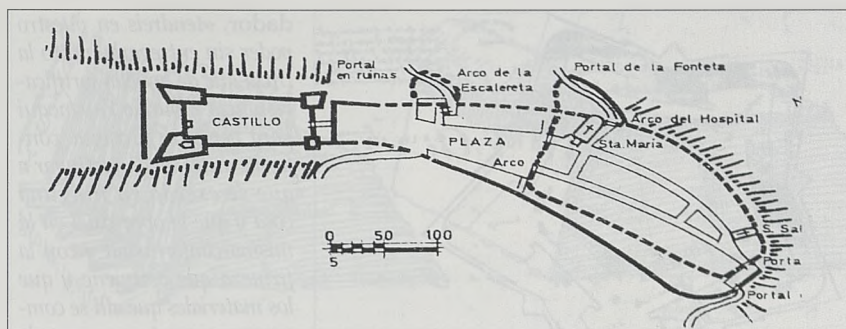 Portal
en ruinas
Arco de la
Escalereta
Portal de la Fonteta
CASTILLO
Arco del Hospital
Sta. María
PLAZA
Arco
0 50 100
S
S. Sal
Porta
Portal